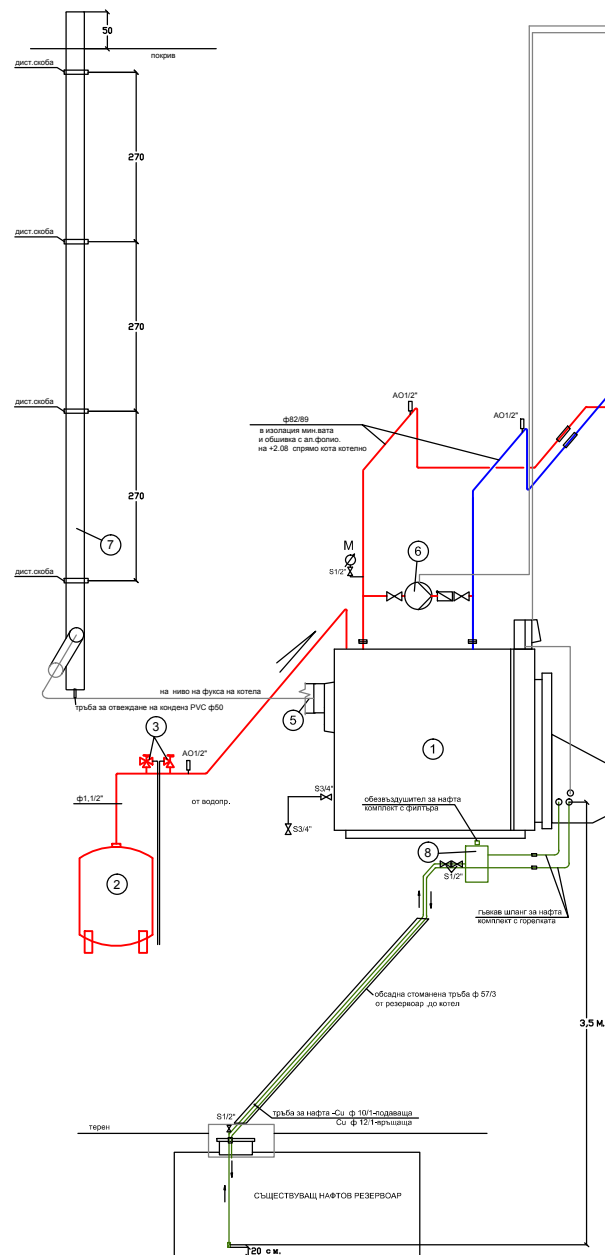 50
покрив
дист.скоба
270
дист.скоба
270
дист.скоба
270
7
дист.скоба
AO1/2"
AO1/2"
ф82/89
в изолация мин.вата
и обшивка с ал.фолио.
на +2.08 спрямо кота котелно
M
S1/2"
6
на ниво на фукса на котела
тръба за отвеждане на конденз PVC ф50
5
1
3
AO1/2"
ф1,1/2"
от водопр.
2
S3/4"
S3/4"
обезвъздушител за нафта
комплект с филтъра
8
S1/2"
гъвкав шланг за нафта
комплект с горелката
обсадна стоманена тръба ф 57/3
от резервоар до котел
3,5 м.
S1/2"
тръба за нафта -Cu ф 10/1-подаваща
Cu ф 12/1-връщаща
терен
СЪЩЕСТВУВАЩ НАФТОВ РЕЗЕРВОАР
20 см.